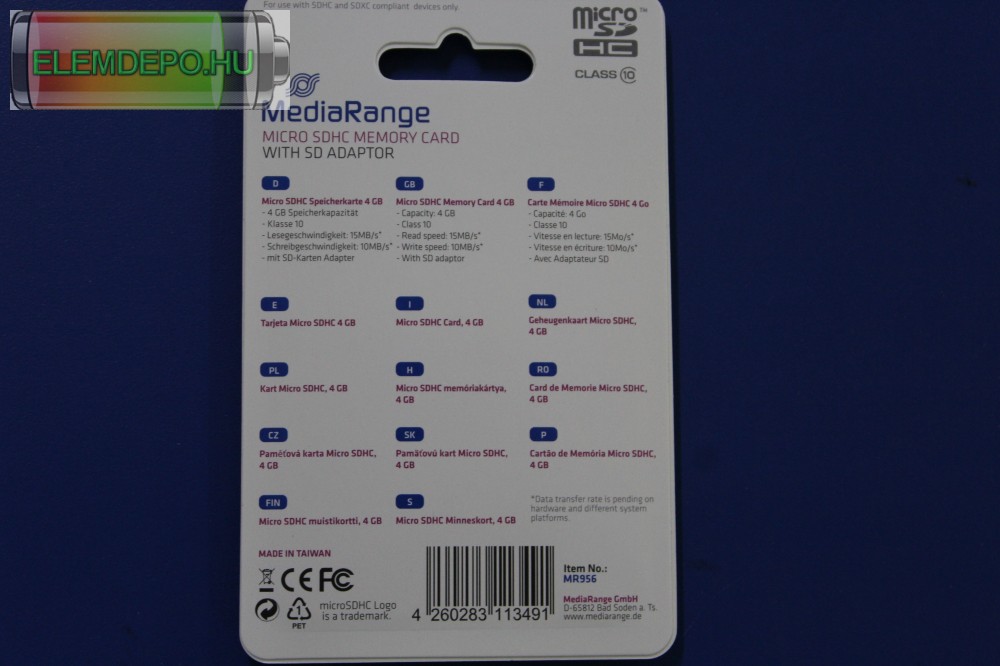 For use with SDHC and SDXC compliant devices only.
ELEMDEPO.HU
micro SD HC ™
CLASS 10
MediaRange
MICRO SDHC MEMORY CARD
WITH SD ADAPTOR
D
Micro SDHC Speicherkarte 4 GB
- 4 GB Speicherkapazität
- Klasse 10
- Lesegeschwindigkeit: 15MB/s*
- Schreibgeschwindigkeit: 10MB/s*
- mit SD-Karten Adapter
GB
Micro SDHC Memory Card 4 GB
- Capacity: 4 GB
- Class 10
- Read speed: 15MB/s*
- Write speed: 10MB/s*
- With SD adaptor
F
Carte Mémoire Micro SDHC 4 Go
- Capacité: 4 Go
- Classe 10
- Vitesse en lecture: 15Mo/s*
- Vitesse en écriture: 10Mo/s*
- Avec Adaptateur SD
E
Tarjeta Micro SDHC 4 GB
I
Micro SDHC Card, 4 GB
NL
Geheugenkaart Micro SDHC,
4 GB
PL
Kart Micro SDHC, 4 GB
H
Micro SDHC memóriakártya,
4 GB
RO
Card de Memorie Micro SDHC,
4 GB
CZ
Paměťová karta Micro SDHC,
4 GB
SK
Pamäťovú kart Micro SDHC,
4 GB
P
Cartão de Memória Micro SDHC,
4 GB
FIN
Micro SDHC muistikortti, 4 GB
S
Micro SDHC Minneskort, 4 GB
*Data transfer rate is pending on
hardware and different system
platforms.
MADE IN TAIWAN
CE FC
1
PET
microSDHC Logo
is a trademark.
4 260283 113491
Item No.:
MR956
MediaRange GmbH
D-65812 Bad Soden a. Ts.
www.mediarange.de